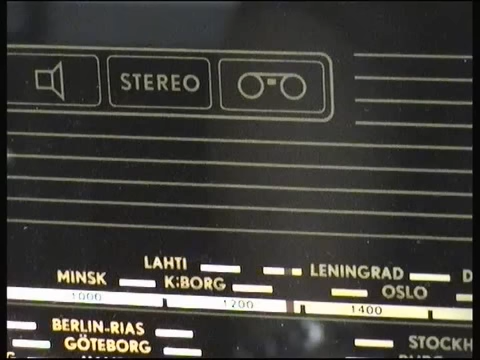 STEREO
LAHTI LENINGRAD D
MINSK K:BORG OSLO
1000 1200 1400
BERLIN-RIAS STOCKH
GÖTEBORG